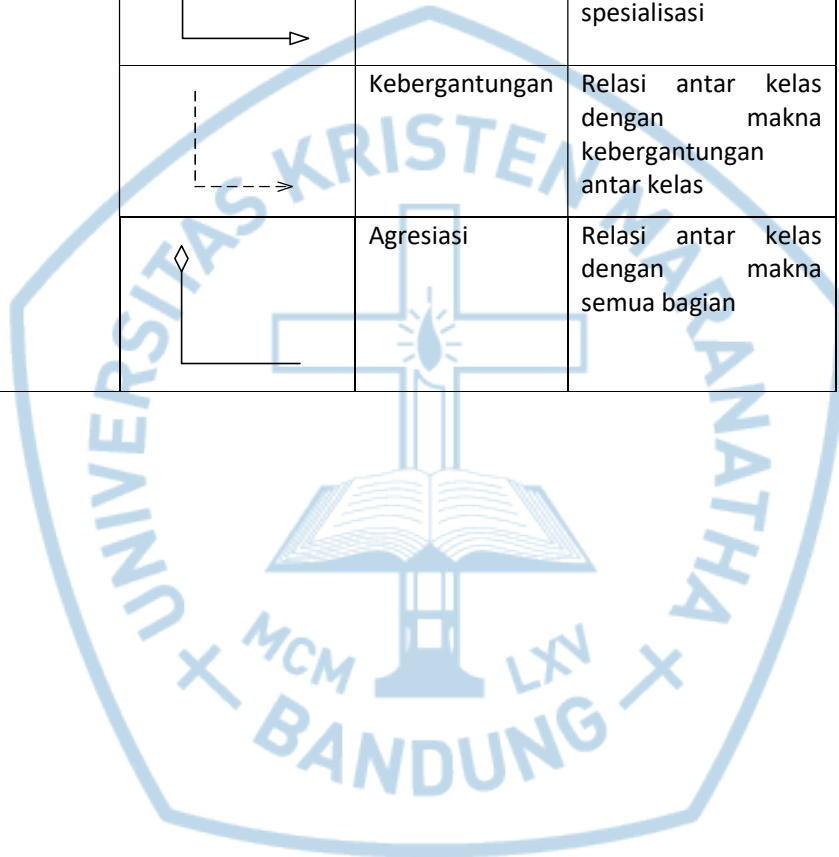 spesialisasi
Kebergantungan
Relasi antar kelas
dengan makna
kebergantungan
antar kelas
Agresiasi
Relasi antar kelas
dengan makna
semua bagian
UNIVERSITAS KRISTEN MARANATHA
MCM LXV
BANDUNG